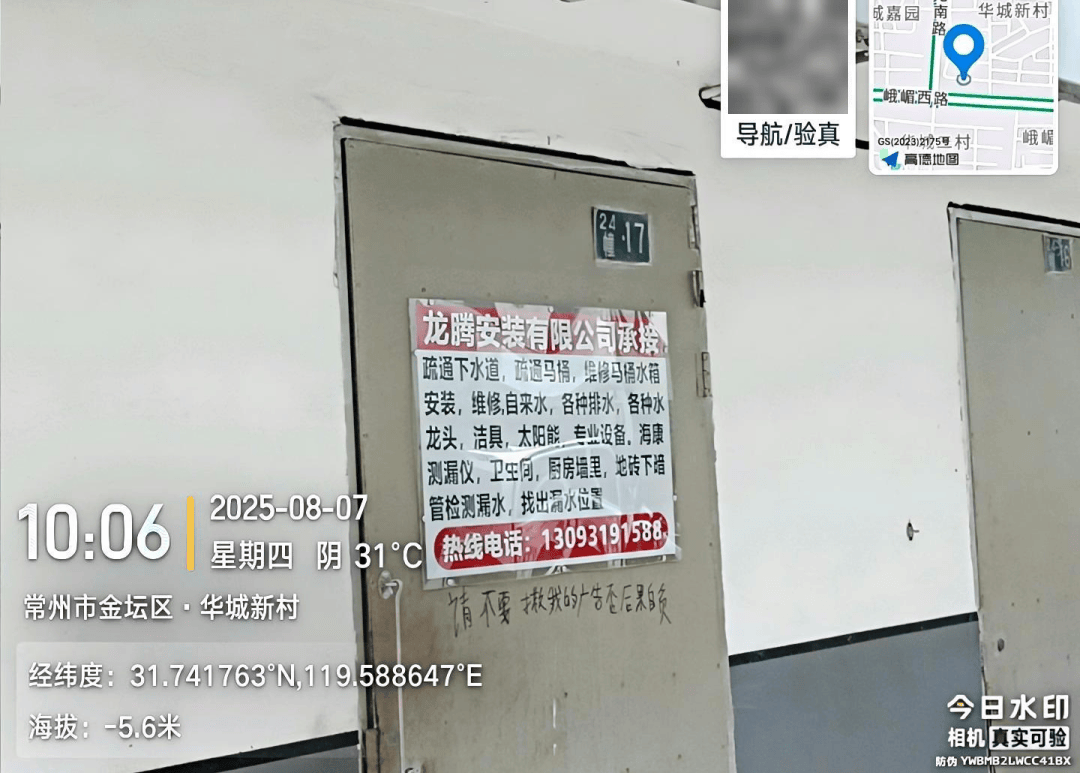 城嘉园
南
路
华城新村
峨嵋西路
峨嵋
GS(2023)2175号
高德地图
导航/验真
24
幢·17
16
龙腾安装有限公司承接
疏通下水道，疏通马桶，维修马桶水箱
安装，维修,自来水，各种排水，各种水
龙头，洁具，太阳能，专业设备。海康
测漏仪，卫生间，厨房墙里，地砖下暗
管检测漏水，找出漏水位置
热线电话：13093191588
请不要揪我的广告否后果自负
10:06
2025-08-07
星期四 阴 31℃
常州市金坛区·华城新村
经纬度：31.741763°N,119.588647°E
海拔：-5.6米
今日水印
相机 真实可验
防伪 YWBMB2LWCC41BX